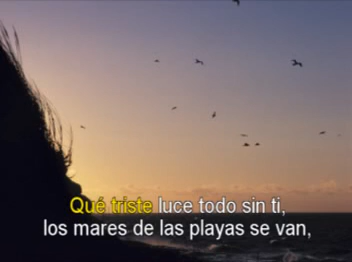 Qué triste luce todo sin ti,
los mares de las playas se van,